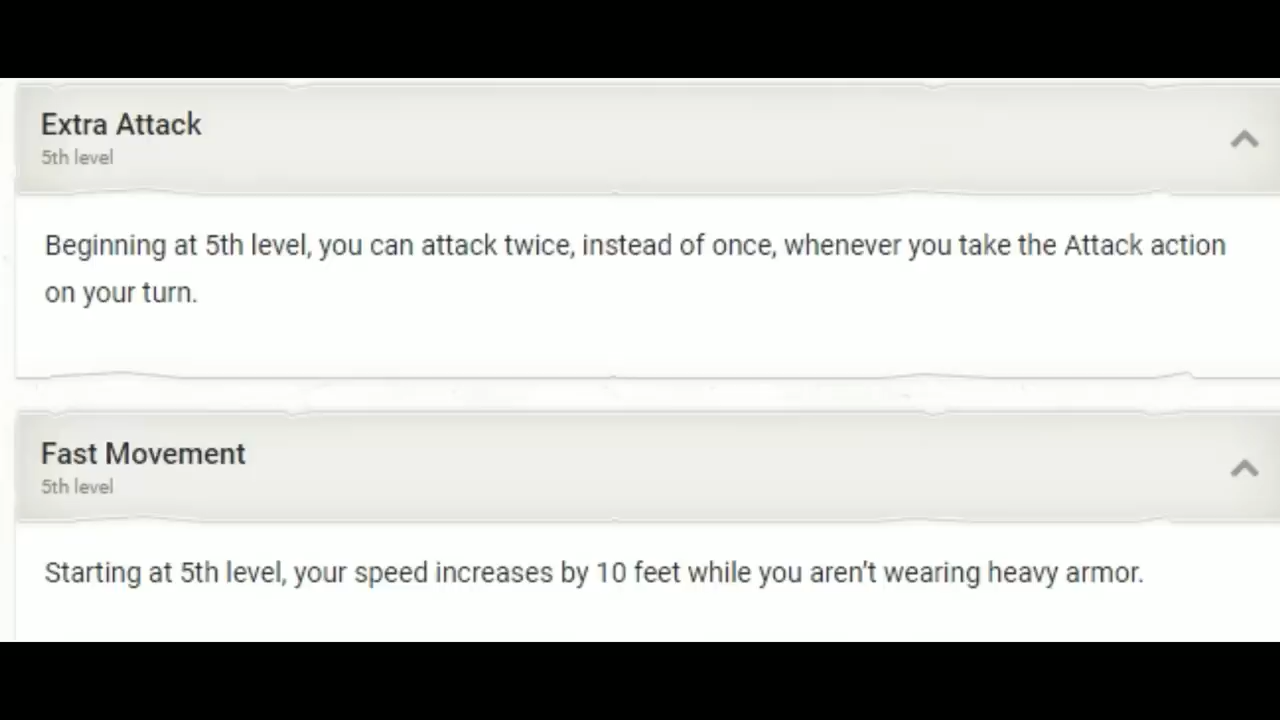 Extra Attack
5th level
Beginning at 5th level, you can attack twice, instead of once, whenever you take the Attack action
on your turn.
Fast Movement
5th level
Starting at 5th level, your speed increases by 10 feet while you aren't wearing heavy armor.